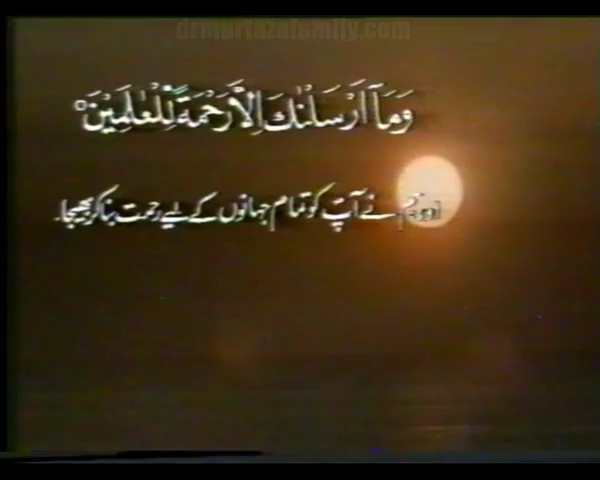 drmurtazafamily.com
وَمَآ اَرْسَلْنٰكَ اِلَّا رَحْمَةً لِّلْعٰلَمِيْنَ
اور ہم نے آپؐ کو تمام جہانوں کے لیے رحمت بنا کر بھیجا۔